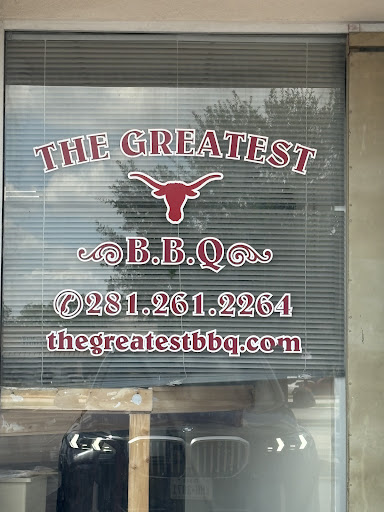 THE GREATEST
B.B.Q
281.261.2264
thegreatestbbq.com